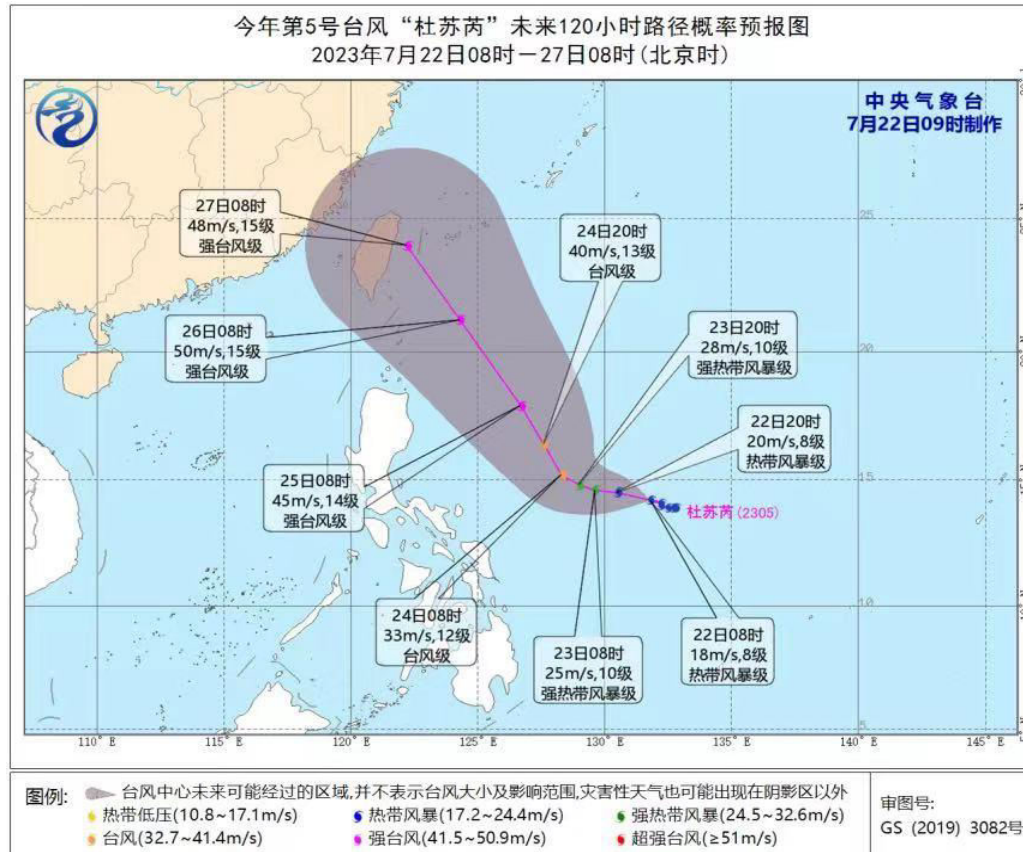 今年第5号台风“杜苏芮”未来120小时路径概率预报图
2023年7月22日08时－27日08时(北京时)
中央气象台
7月22日09时制作
27日08时
48m/s,15级
强台风级
24日20时
40m/s,13级
台风级
25
26日08时
50m/s,15级
强台风级
23日20时
28m/s,10级
强热带风暴级
20
22日20时
20m/s,8级
热带风暴级
25日08时
45m/s,14级
强台风级
15
杜苏芮(2305)
24日08时
33m/s,12级
台风级
10
23日08时
25m/s,10级
强热带风暴级
22日08时
18m/s,8级
热带风暴级
5
110° E
115° E
120° E
125° E
130° E
135° E
140° E
145° E
图例:
台风中心未来可能经过的区域,并不表示台风大小及影响范围,灾害性天气也可能出现在阴影区以外
热带低压(10.8~17.1m/s) 热带风暴(17.2~24.4m/s) 强热带风暴(24.5~32.6m/s)
台风(32.7~41.4m/s) 强台风(41.5~50.9m/s) 超强台风(≥51m/s)
审图号:
GS (2019) 3082号